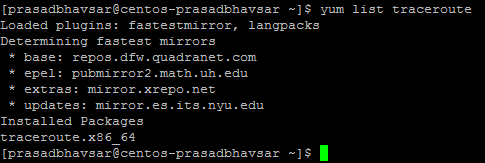 [prasadbhavsar@centos-prasadbhavsar ~]$ yum list traceroute
Loaded plugins: fastestmirror, langpacks
Determining fastest mirrors
 * base: repos.dfw.quadranet.com
 * epel: pubmirror2.math.uh.edu
 * extras: mirror.xrepo.net
 * updates: mirror.es.its.nyu.edu
Installed Packages
traceroute.x86_64
[prasadbhavsar@centos-prasadbhavsar ~]$